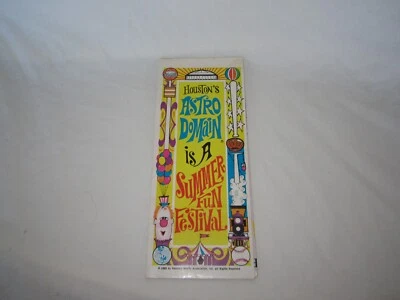 HOUSTON'S
ASTRO
DOMAIN
iS A
SUMMER
FUN
FESTIVAL